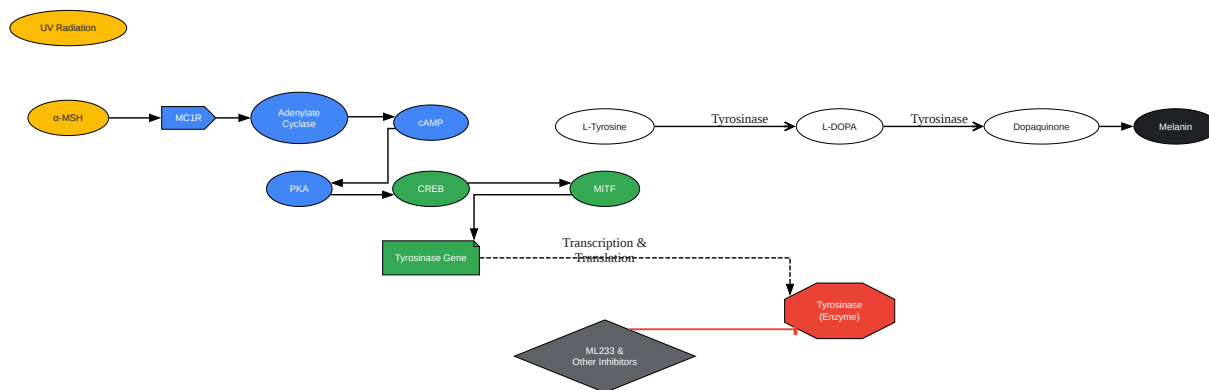 UV Radiation
α-MSH
MC1R
Adenylate
Cyclase
cAMP
L-Tyrosine
Tyrosinase
L-DOPA
Tyrosinase
Dopaquinone
Melanin
PKA
CREB
MITF
Tyrosinase Gene
Transcription &
Translation
Tyrosinase
(Enzyme)
ML233 &
Other Inhibitors